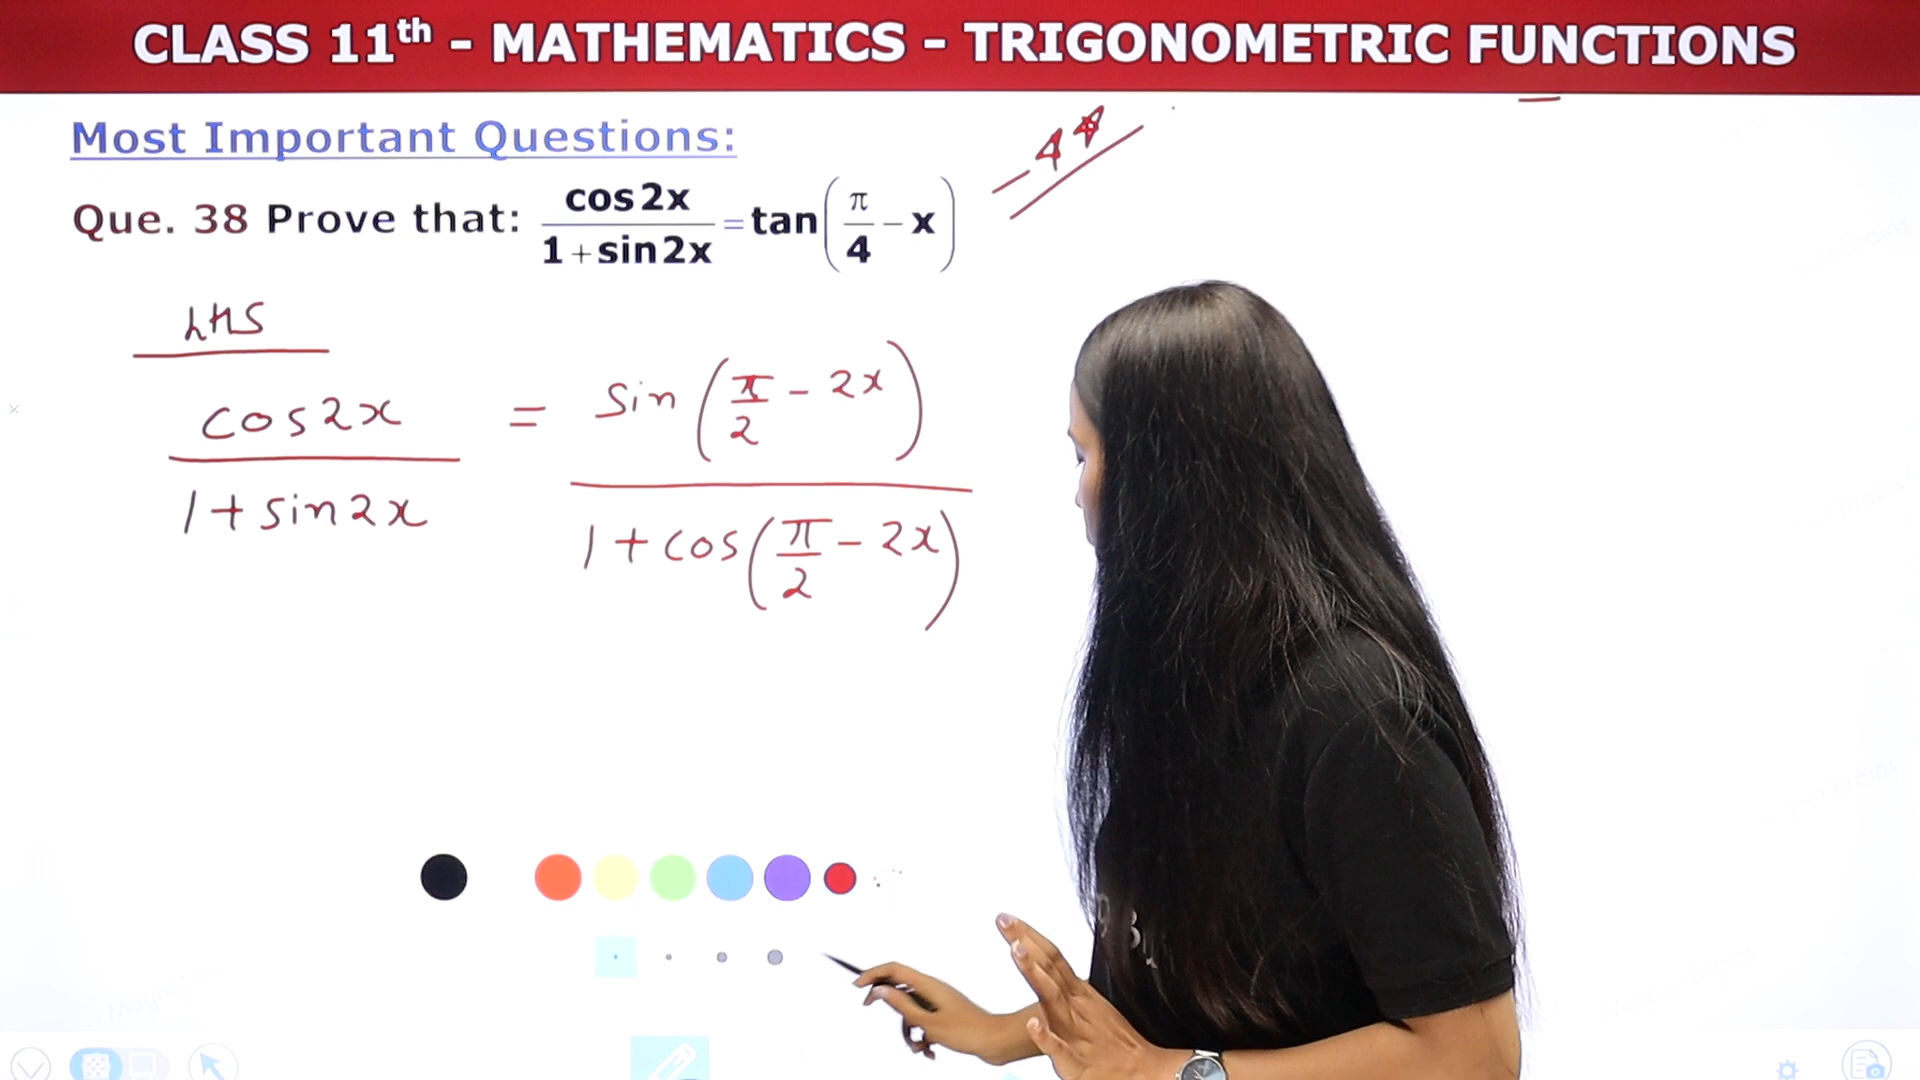 CLASS 11th - MATHEMATICS - TRIGONOMETRIC FUNCTIONS
Most Important Questions:
Que. 38 Prove that: cos2x / 1+sin2x = tan(π/4 − x)
LHS
cos2x / 1+sin2x = sin(π/2 − 2x) / 1+cos(π/2 − 2x)